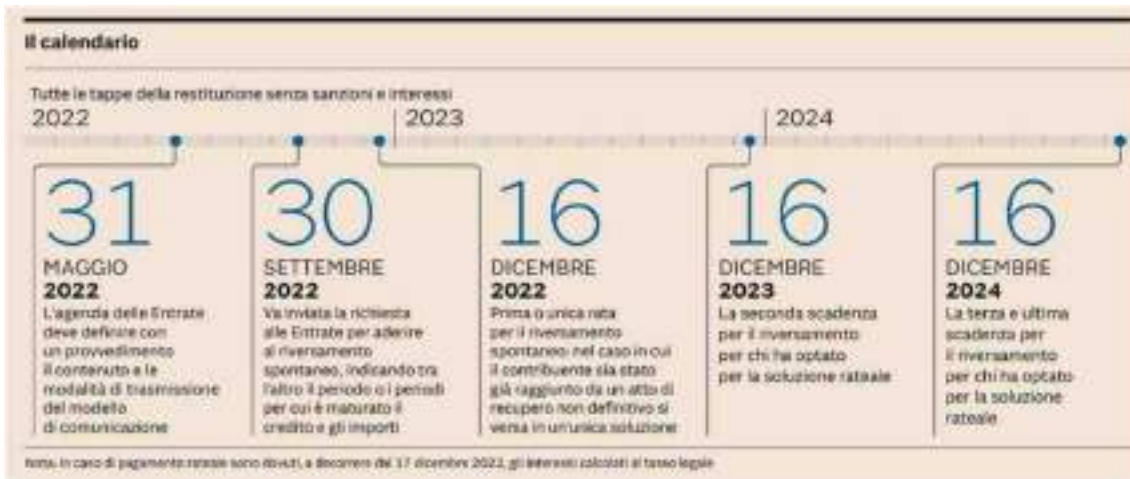 Il calendario
Tutte le tappe della restituzione senza sanzioni e interessi
2022
2023
2024
31
MAGGIO
2022
L'agenzia delle Entrate
deve definire con
un provvedimento
il contenuto e le
modalità di trasmissione
del modello
di comunicazione
30
SETTEMBRE
2022
Va inviata la richiesta
alle Entrate per aderire
al riversamento
spontaneo, indicando tra
l'altro il periodo o i periodi
per cui è maturato il
credito e gli importi
16
DICEMBRE
2022
Prima o unica rata
per il riversamento
spontaneo: nel caso in cui
il contribuente sia stato
già raggiunto da un atto di
recupero non definitivo si
versa in un'unica soluzione
16
DICEMBRE
2023
La seconda scadenza
per il riversamento
per chi ha optato
per la soluzione rateale
16
DICEMBRE
2024
La terza e ultima
scadenza per
il riversamento
per chi ha optato
per la soluzione
rateale
Nota. In caso di pagamento rateale sono dovuti, a decorrere dal 17 dicembre 2022, gli interessi calcolati al tasso legale